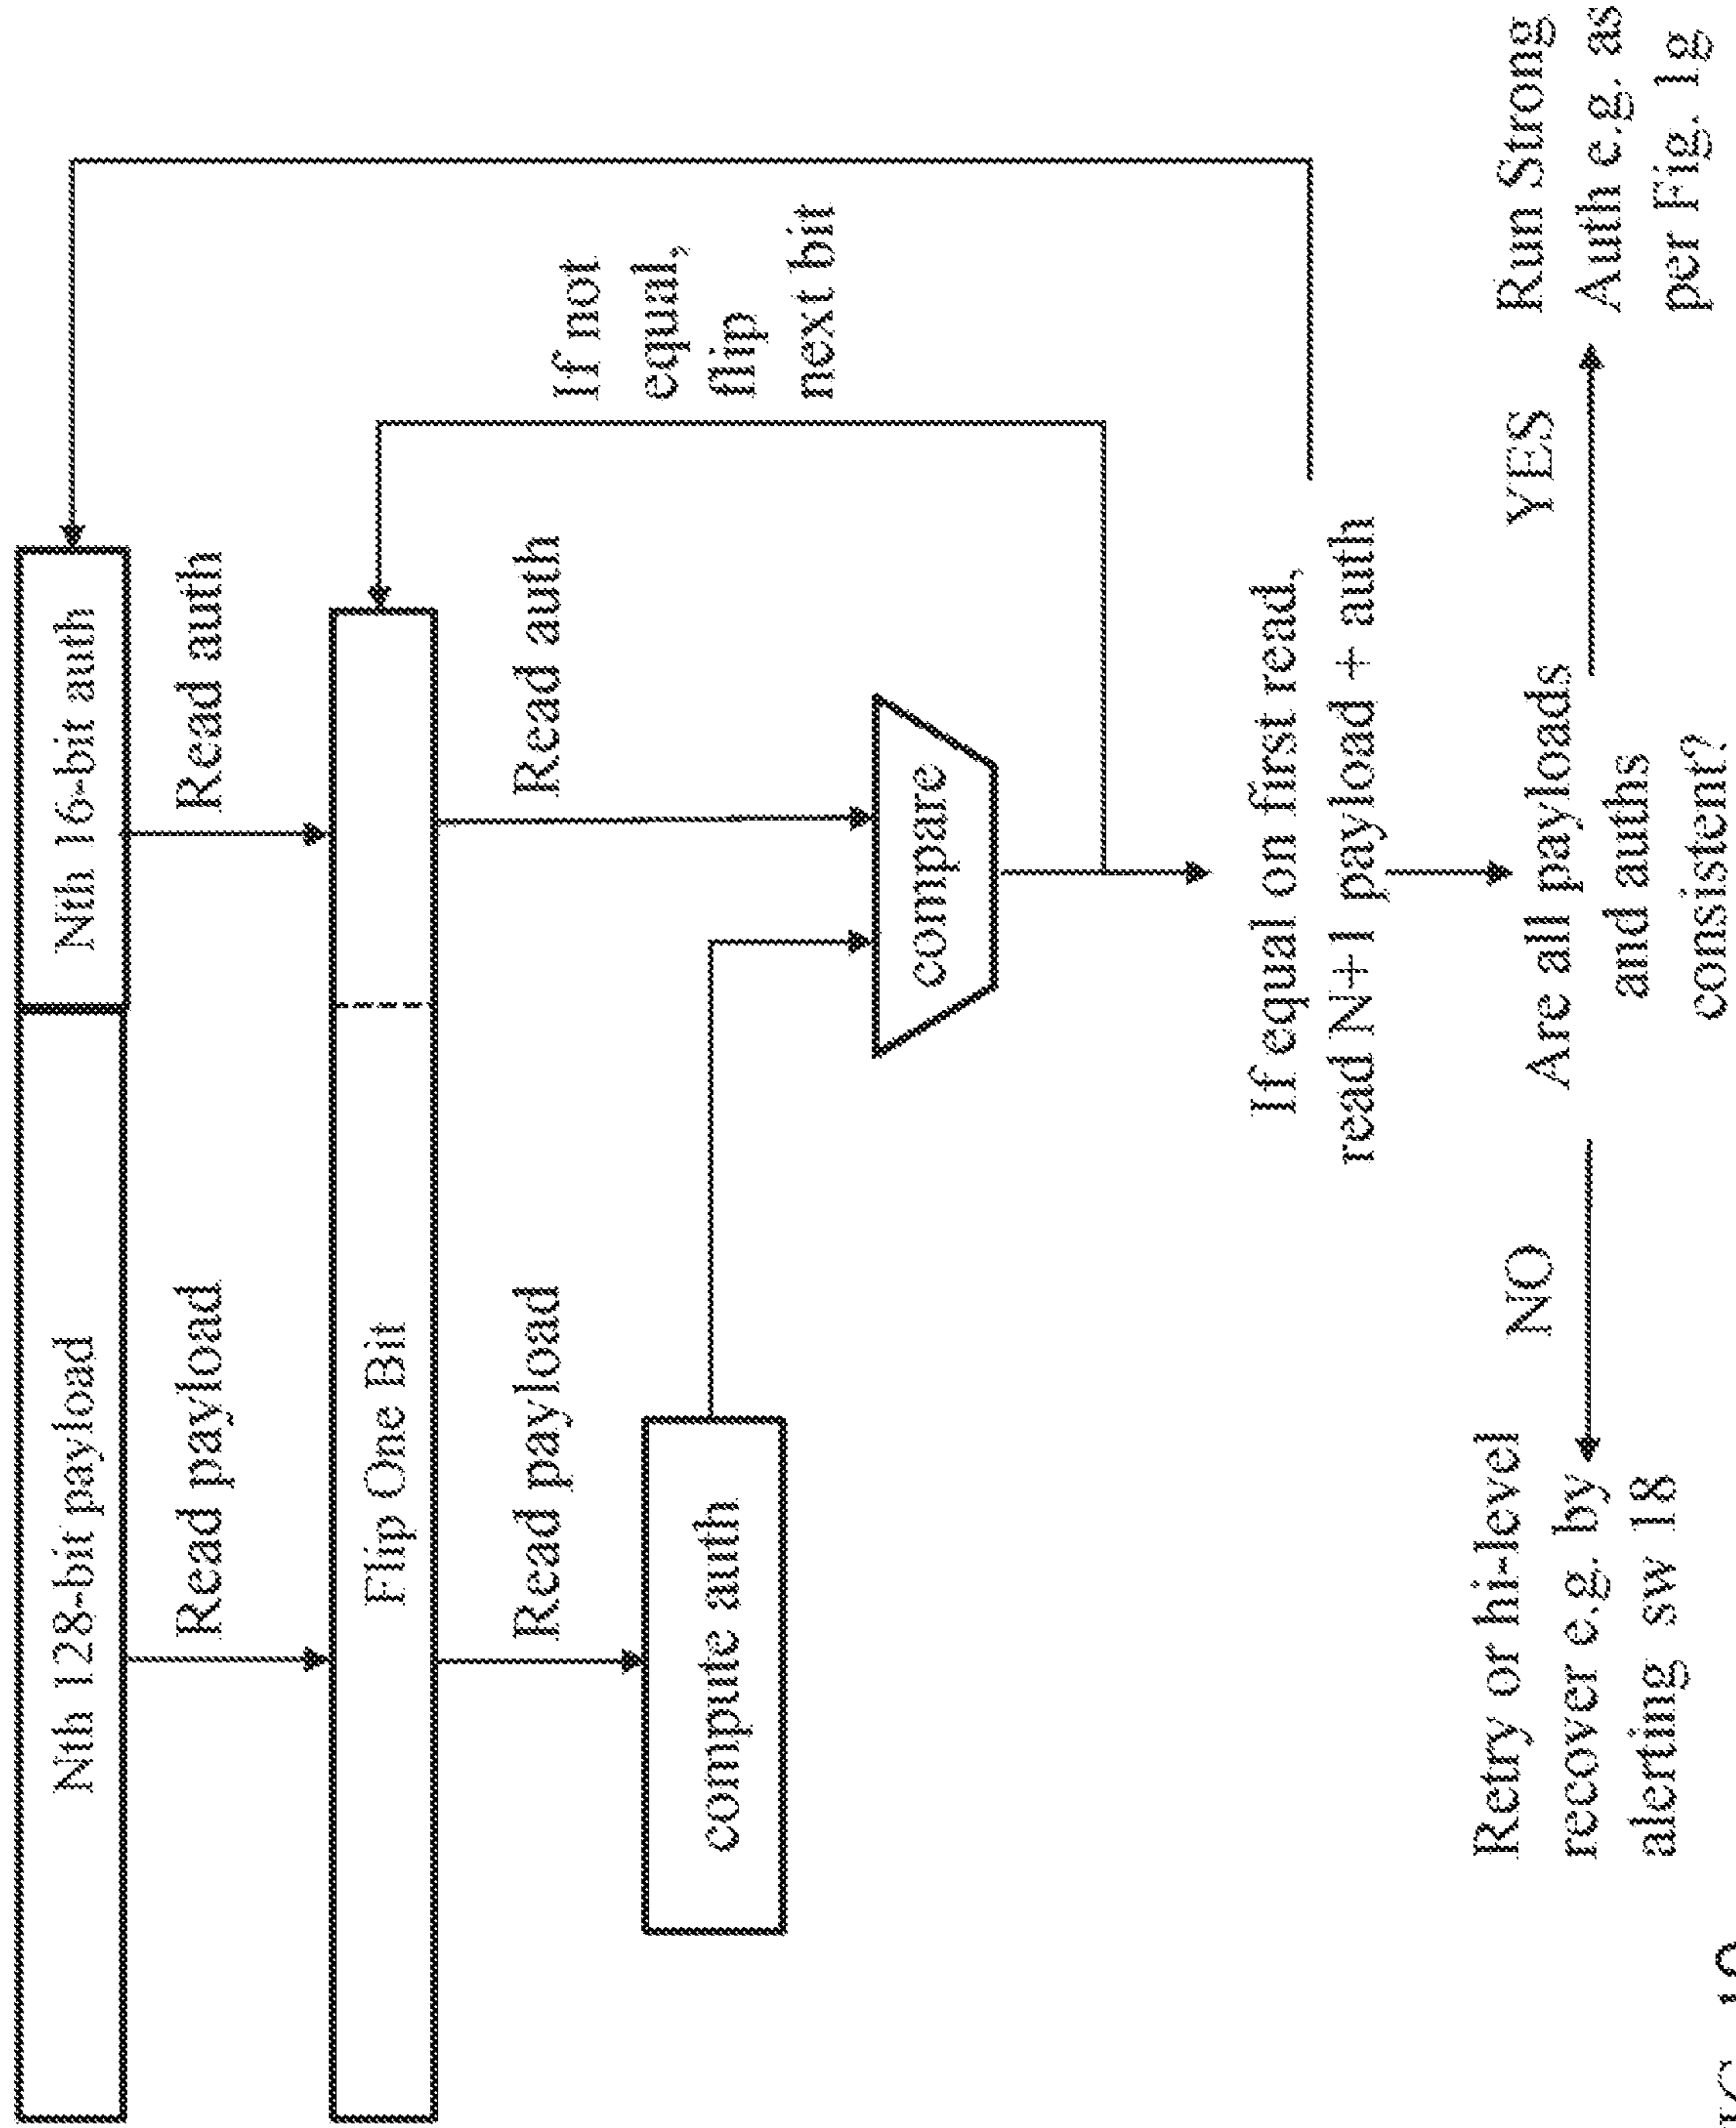 Nth 128-bit payload
Nth 16-bit auth
Read payload
Read auth
Flip One Bit
Read payload
Read auth
If not
equal,
flip
next bit
compute auth
compare
If equal on first read,
read N+1 payload + auth
Are all payloads
and auths
consistent?
NO
YES
Retry or hi-level
recover e.g. by
alerting sw 18
Run Strong
Auth e.g. as
per Fig. 1g